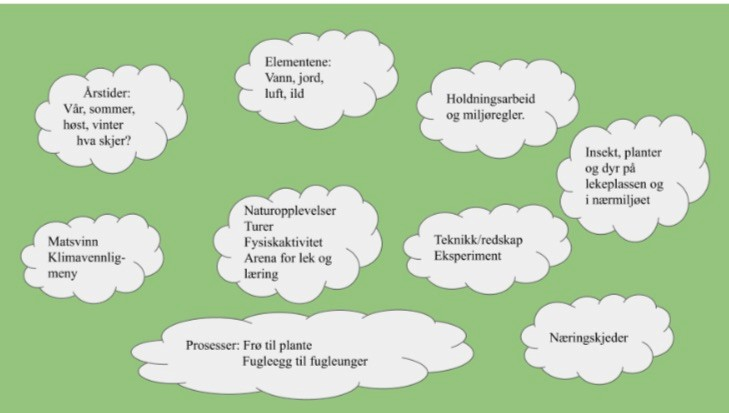 Elementene:
Vann, jord,
luft, ild
Årstider:
Vår, sommer,
høst, vinter
hva skjer?
Holdningsarbeid
og miljøregler.
Insekt, planter
og dyr på
lekeplassen og
i nærmiljøet
Matsvinn
Klimavennlig-
meny
Naturopplevelser
Turer
Fysiskaktivitet
Arena for lek og
læring
Teknikk/redskap
Eksperiment
Prosesser: Frø til plante
Fugleegg til fugleunger
Næringskjeder